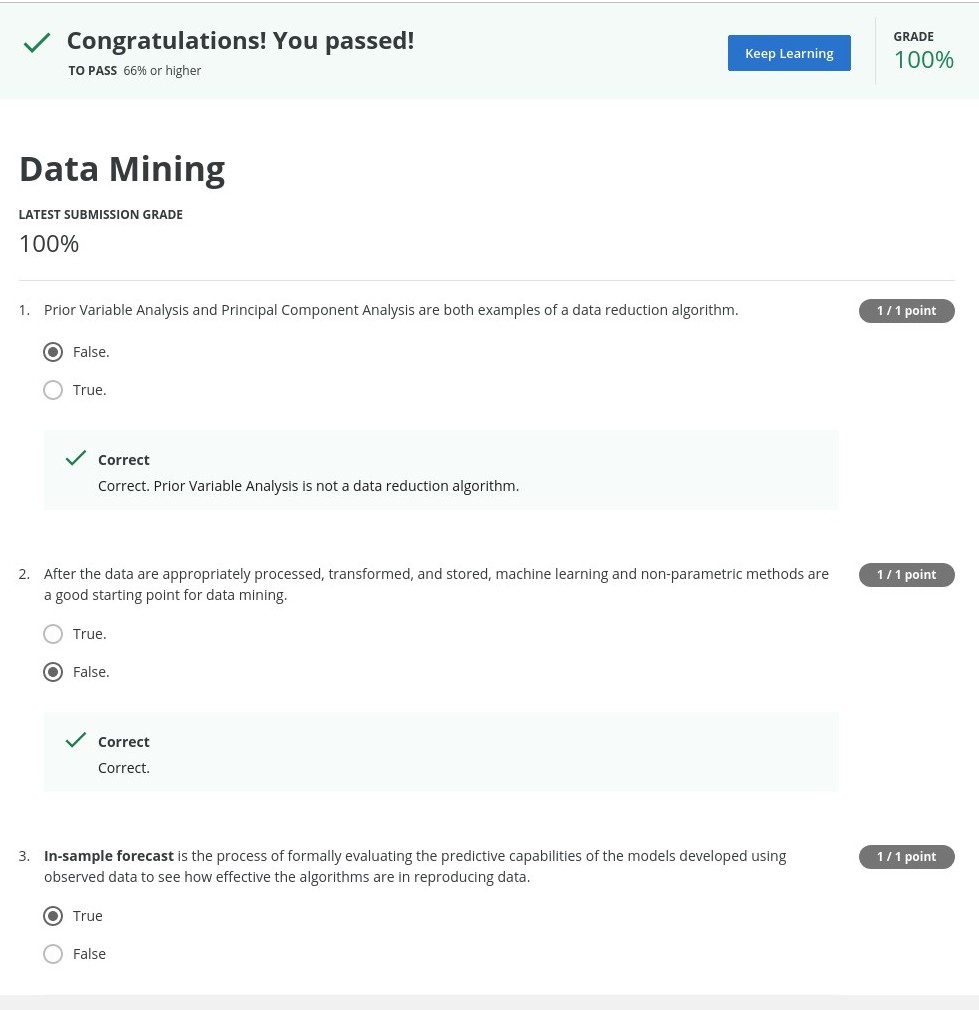 Congratulations! You passed!
TO PASS 66% or higher
Keep Learning
GRADE
100%
Data Mining
LATEST SUBMISSION GRADE
100%
1. Prior Variable Analysis and Principal Component Analysis are both examples of a data reduction algorithm.
1 / 1 point
False.
True.
Correct
Correct. Prior Variable Analysis is not a data reduction algorithm.
2. After the data are appropriately processed, transformed, and stored, machine learning and non-parametric methods are
a good starting point for data mining.
1 / 1 point
True.
False.
Correct
Correct.
3. In-sample forecast is the process of formally evaluating the predictive capabilities of the models developed using
observed data to see how effective the algorithms are in reproducing data.
1 / 1 point
True
False